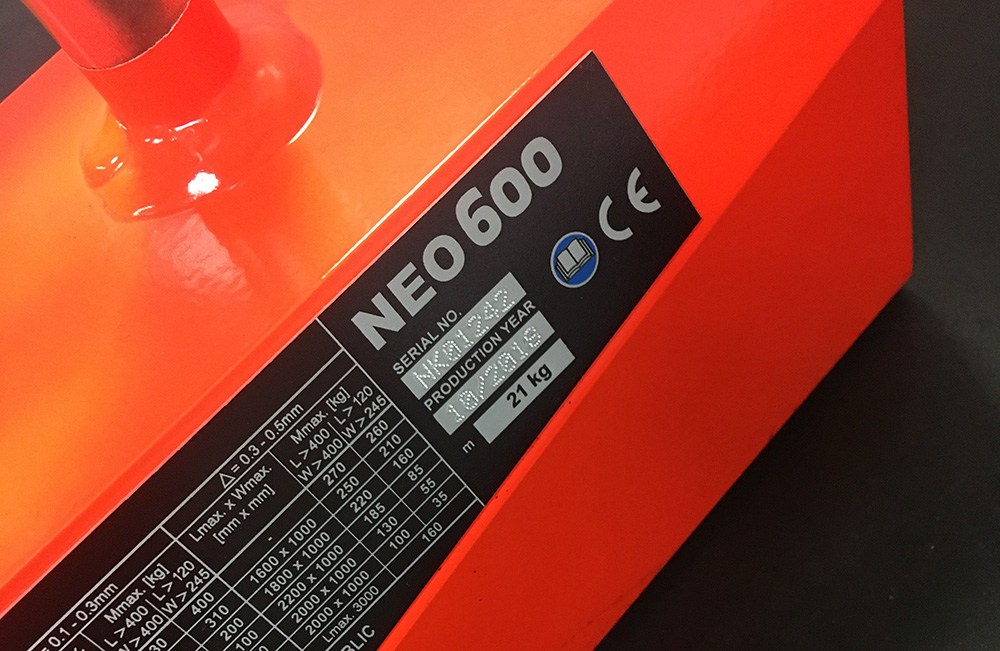 NEO 600
CE
SERIAL NO.
NK01242
PRODUCTION YEAR
10/2018
m 21 kg
Δ = 0.3 - 0.5mm
Lmax. x Wmax. [mm x mm]
Mmax. [kg]
L>400 L>120
W>400 W>245
- 270 260
1600 x 1000 250 210
1800 x 1000 220 160
2200 x 1000 185 85
2000 x 1000 130 55
2000 x 1000 100 35
Lmax. 3000 160
= 0.1 - 0.3mm
Mmax. [kg]
L>400 L>120
W>400 W>245
400
310
200